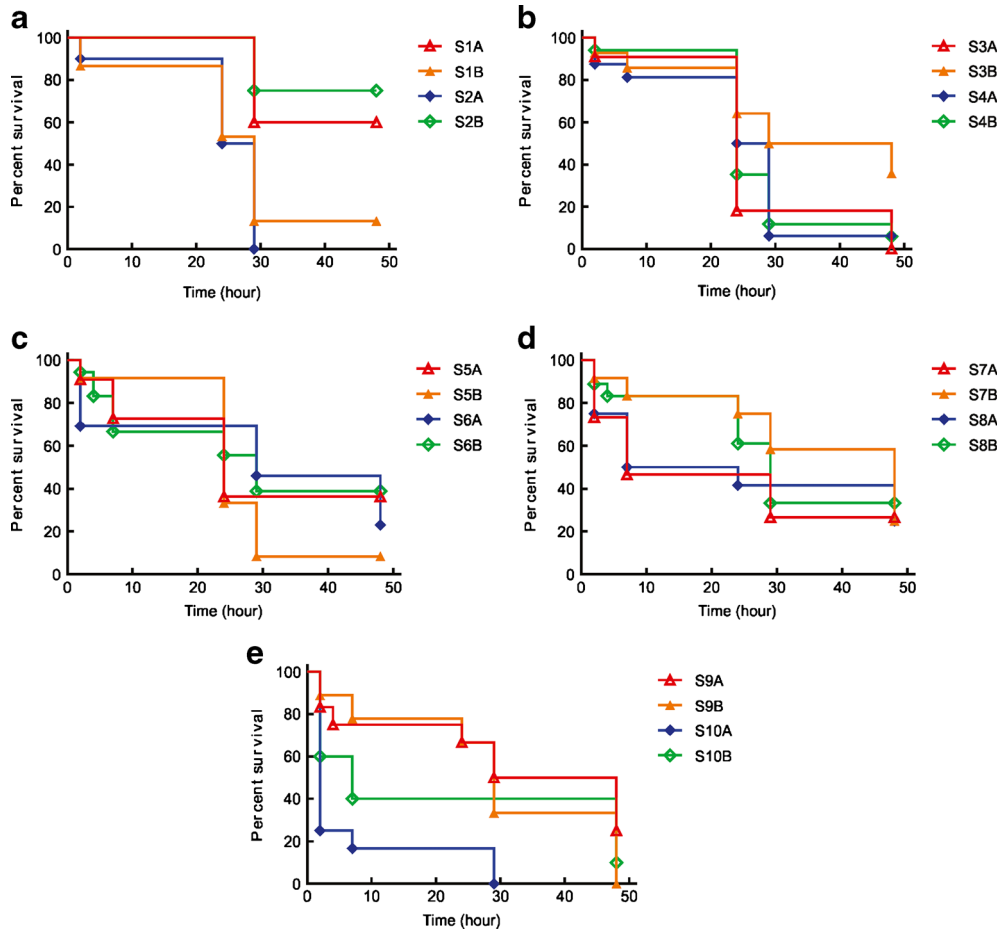 a
Percent survival
100
80
60
40
20
0
0 10 20 30 40 50
Time (hour)
S1A
S1B
S2A
S2B
b
Percent survival
100
80
60
40
20
0
0 10 20 30 40 50
Time (hour)
S3A
S3B
S4A
S4B
c
Percent survival
100
80
60
40
20
0
0 10 20 30 40 50
Time (hour)
S5A
S5B
S6A
S6B
d
Percent survival
100
80
60
40
20
0
0 10 20 30 40 50
Time (hour)
S7A
S7B
S8A
S8B
e
Percent survival
100
80
60
40
20
0
0 10 20 30 40 50
Time (hour)
S9A
S9B
S10A
S10B